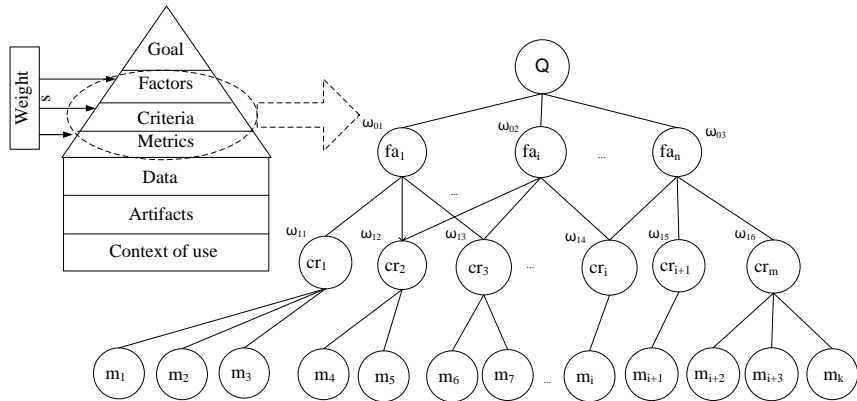 Goal
Factors
Criteria
Metrics
Data
Artifacts
Context of use
Weight
s
Q
ω01
ω02
ω03
fa1
fai
...
fan
...
ω11
ω12
ω13
ω14
ω15
ω16
cr1
cr2
cr3
...
cri
cri+1
crm
m1
m2
m3
m4
m5
m6
m7
...
mi
mi+1
mi+2
mi+3
mk